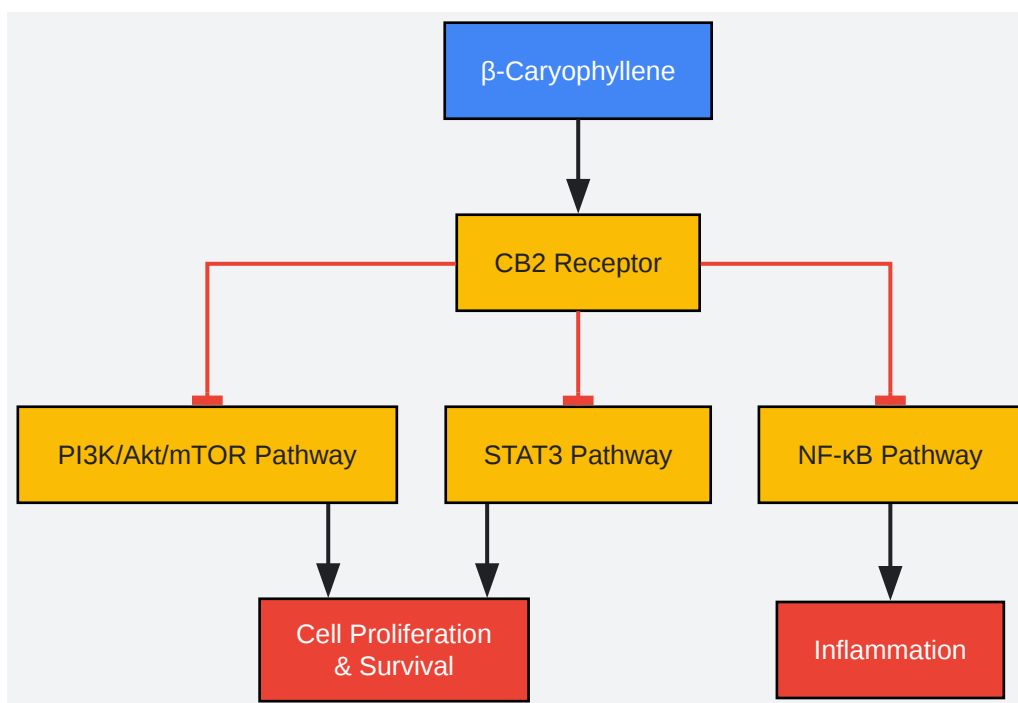 β-Caryophyllene
CB2 Receptor
PI3K/Akt/mTOR Pathway
STAT3 Pathway
NF-κB Pathway
Cell Proliferation
& Survival
Inflammation